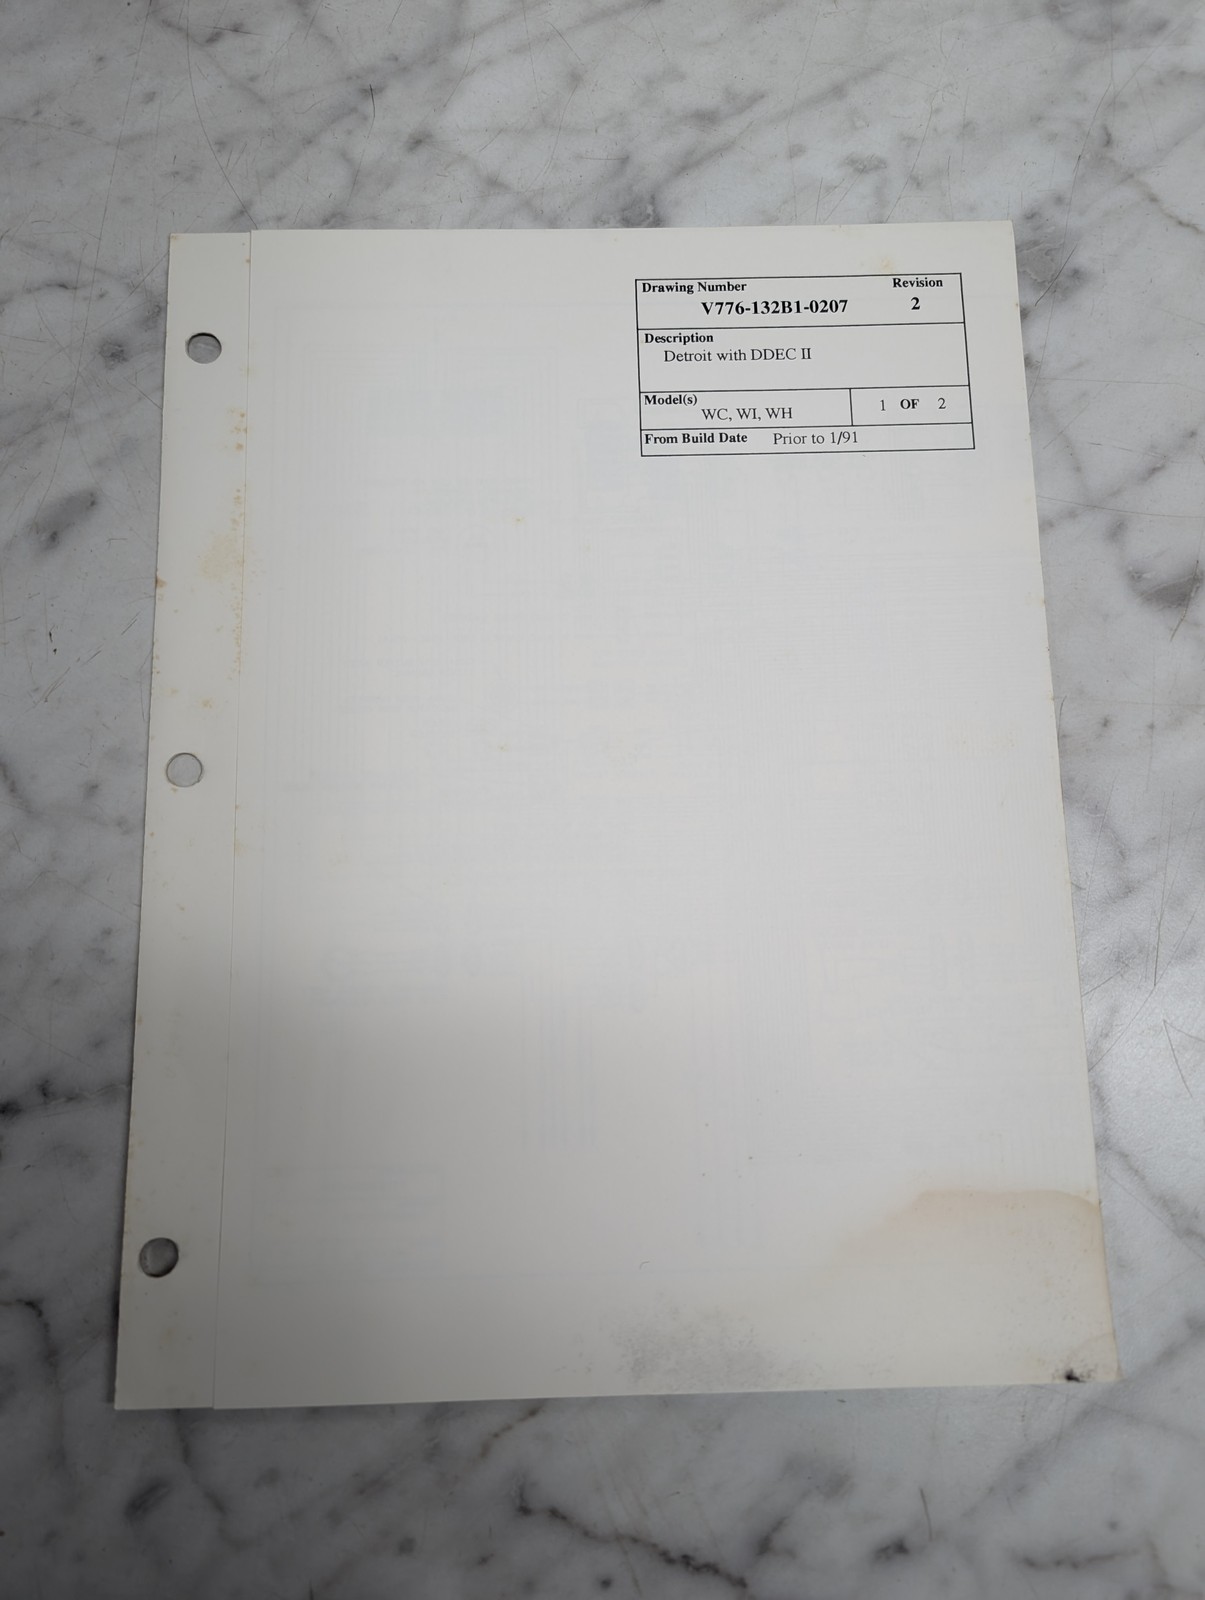 Drawing Number Revision
V776-132B1-0207 2
Description
Detroit with DDEC II
Model(s)
WC, WI, WH 1 OF 2
From Build Date Prior to 1/91